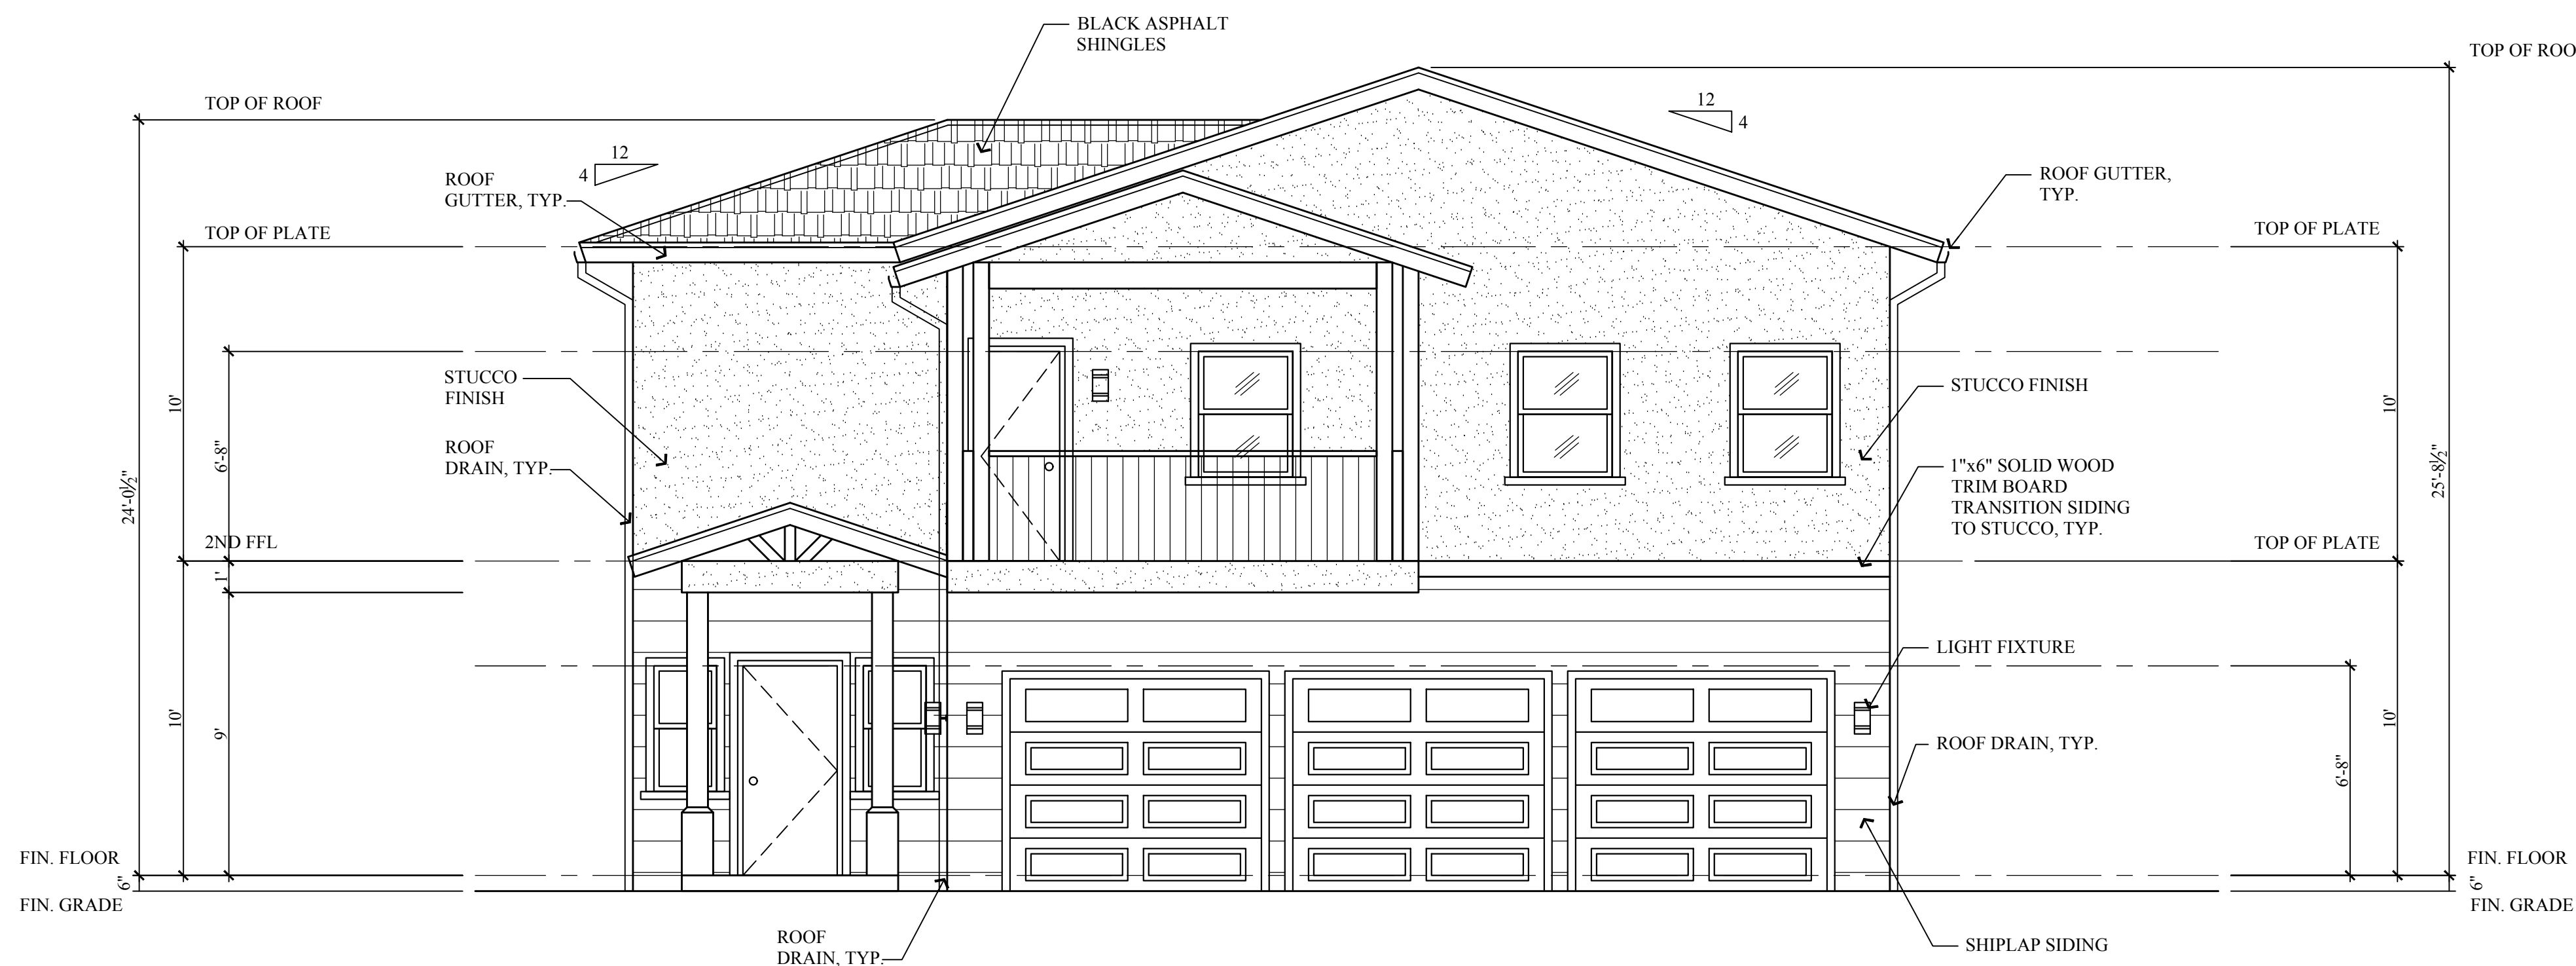 BLACK ASPHALT
SHINGLES
TOP OF ROO
TOP OF ROOF
12
4
12
4
ROOF
GUTTER, TYP.
ROOF GUTTER,
TYP.
TOP OF PLATE
TOP OF PLATE
STUCCO
FINISH
STUCCO FINISH
10'
10'
6'-8"
ROOF
DRAIN, TYP.
1"x6" SOLID WOOD
TRIM BOARD
TRANSITION SIDING
TO STUCCO, TYP.
24'-0½"
25'-8½"
2ND FFL
TOP OF PLATE
1'
LIGHT FIXTURE
10'
9'
10'
ROOF DRAIN, TYP.
6'-8"
FIN. FLOOR
FIN. FLOOR
6"
6"
FIN. GRADE
FIN. GRADE
ROOF
DRAIN, TYP.
SHIPLAP SIDING